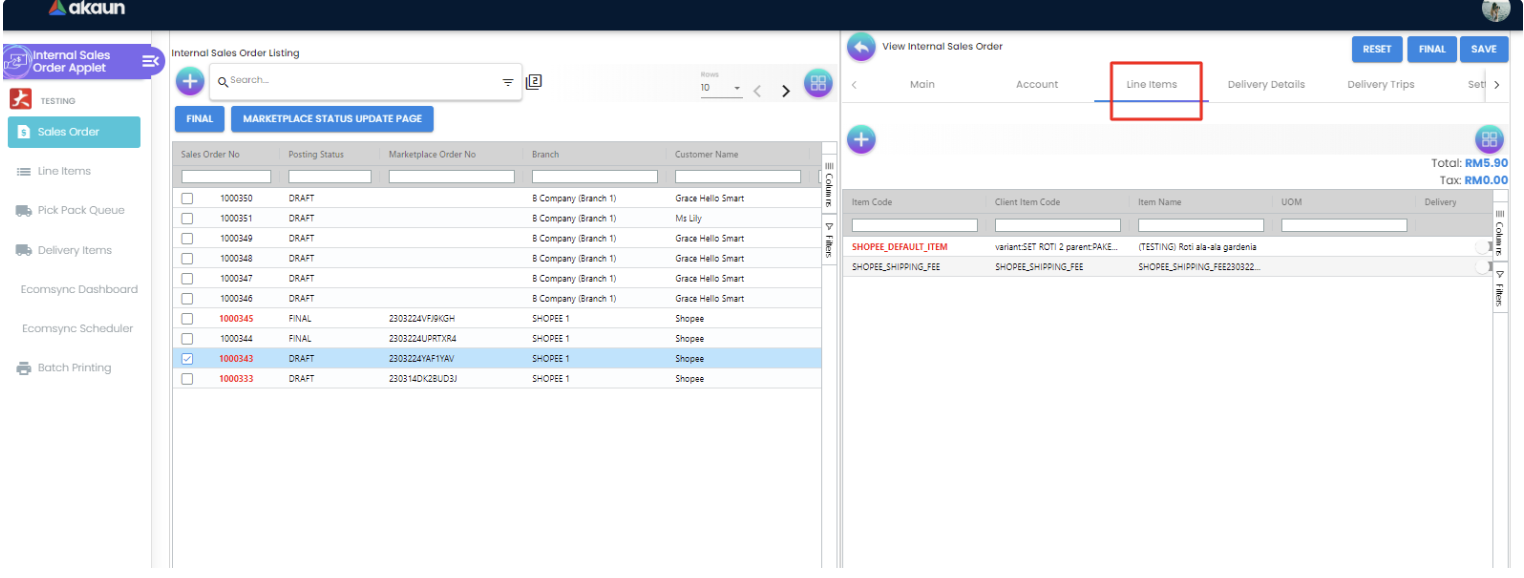 akaun
Internal Sales
Order Applet
TESTING
Sales Order
Line Items
Pick Pack Queue
Delivery Items
Ecomsync Dashboard
Ecomsync Scheduler
Batch Printing
Internal Sales Order Listing
Search...
2
Rows
10
FINAL MARKETPLACE STATUS UPDATE PAGE
Sales Order No Posting Status Marketplace Order No Branch Customer Name
1000350 DRAFT B Company (Branch 1) Grace Hello Smart
1000351 DRAFT B Company (Branch 1) Ms Lily
1000349 DRAFT B Company (Branch 1) Grace Hello Smart
1000348 DRAFT B Company (Branch 1) Grace Hello Smart
1000347 DRAFT B Company (Branch 1) Grace Hello Smart
1000346 DRAFT B Company (Branch 1) Grace Hello Smart
1000345 FINAL 2303224VFJ9KGH SHOPEE 1 Shopee
1000344 FINAL 2303224UPRTXR4 SHOPEE 1 Shopee
1000343 DRAFT 2303224YAF1YAV SHOPEE 1 Shopee
1000333 DRAFT 230314DK2BUD3J SHOPEE 1 Shopee
Columns
Filters
View Internal Sales Order
RESET FINAL SAVE
Main Account Line Items Delivery Details Delivery Trips Sett
Total: RM5.90
Tax: RM0.00
Item Code Client Item Code Item Name UOM Delivery
SHOPEE_DEFAULT_ITEM variant:SET ROTI 2 parent:PAKE... (TESTING) Roti ala-ala gardenia
SHOPEE_SHIPPING_FEE SHOPEE_SHIPPING_FEE SHOPEE_SHIPPING_FEE230322...
Columns
Filters